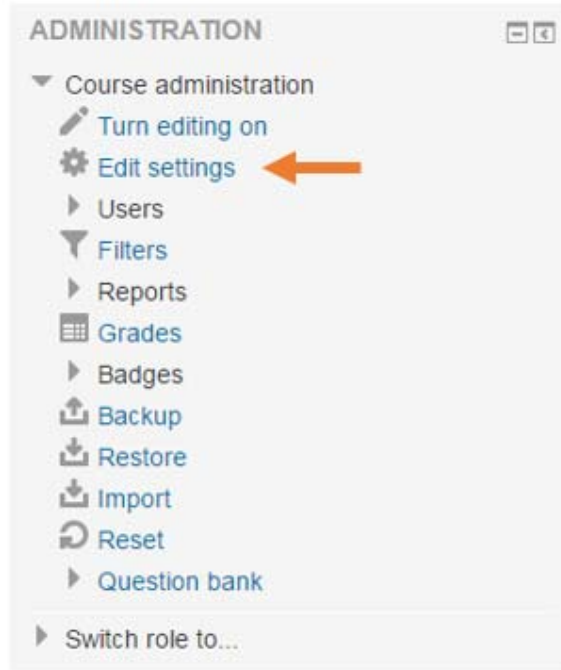 ADMINISTRATION
Course administration
Turn editing on
Edit settings
Users
Filters
Reports
Grades
Badges
Backup
Restore
Import
Reset
Question bank
Switch role to...